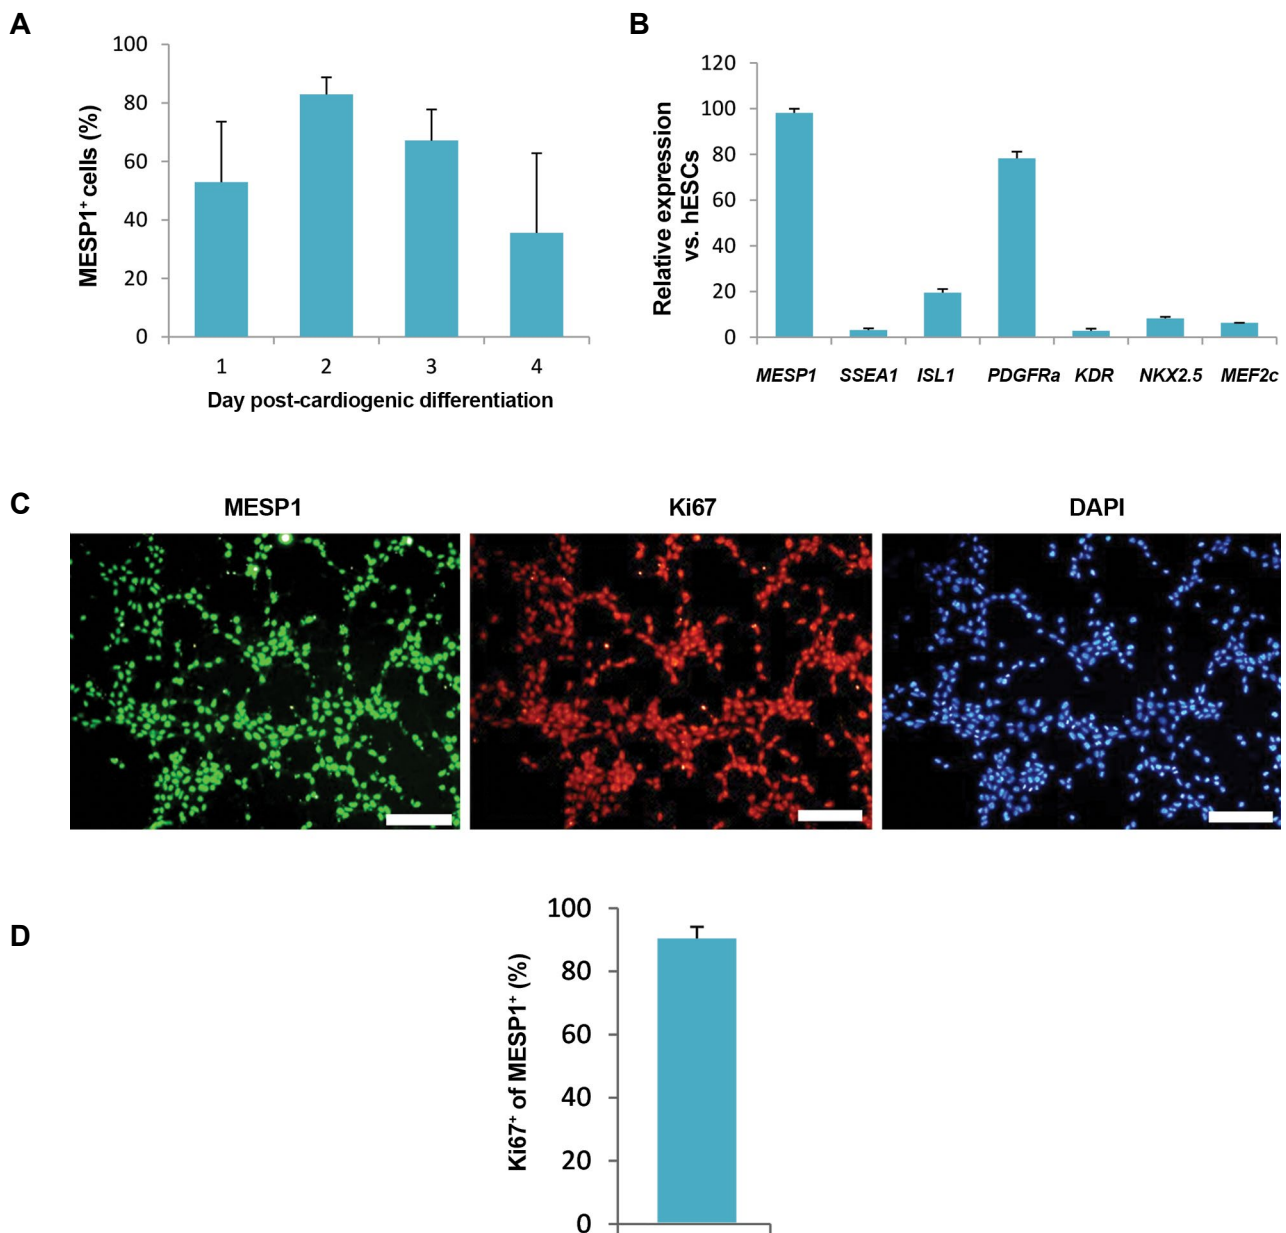 A
100
80
60
40
20
0
MESP1⁺ cells (%)
1 2 3 4
Day post-cardiogenic differentiation
B
120
100
80
60
40
20
0
Relative expression
vs. hESCs
MESP1 SSEA1 ISL1 PDGFRa KDR NKX2.5 MEF2c
C
MESP1 Ki67 DAPI
D
100
80
60
40
20
0
Ki67⁺ of MESP1⁺ (%)